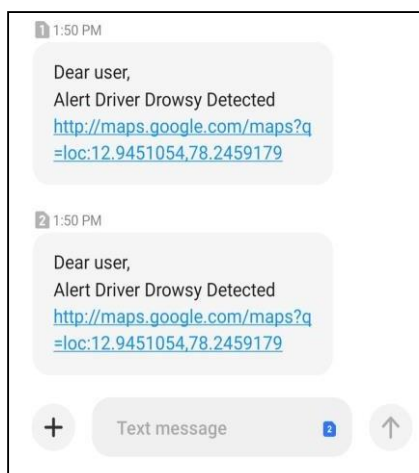 1 1:50 PM
Dear user,
Alert Driver Drowsy Detected
http://maps.google.com/maps?q
=loc:12.9451054,78.2459179
2 1:50 PM
Dear user,
Alert Driver Drowsy Detected
http://maps.google.com/maps?q
=loc:12.9451054,78.2459179
Text message 2